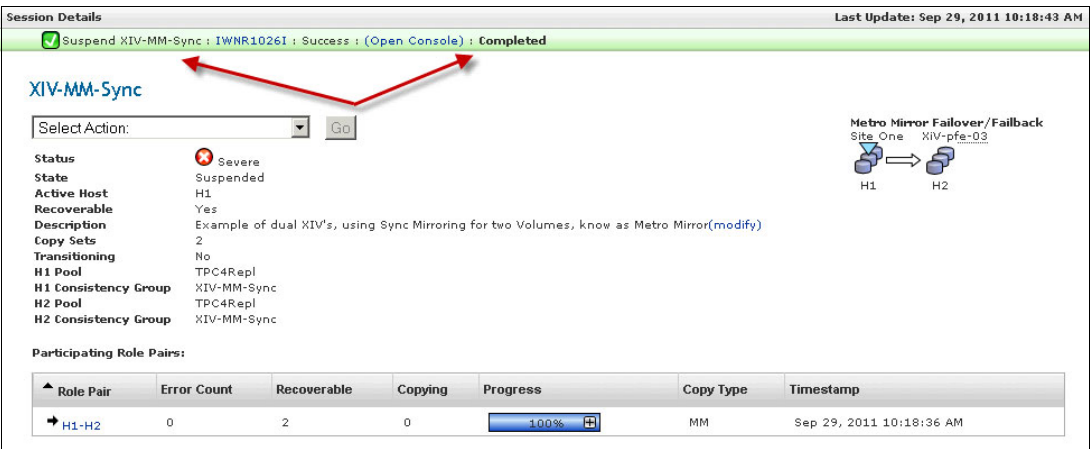 Session Details Last Update: Sep 29, 2011 10:18:43 AM
Suspend XIV-MM-Sync : IWNR1026I : Success : (Open Console) : Completed
XIV-MM-Sync
Select Action: Go
Metro Mirror Failover/Failback
Site One XiV-pfe-03
H1 H2
Status Severe
State Suspended
Active Host H1
Recoverable Yes
Description Example of dual XIV's, using Sync Mirroring for two Volumes, know as Metro Mirror(modify)
Copy Sets 2
Transitioning No
H1 Pool TPC4Repl
H1 Consistency Group XIV-MM-Sync
H2 Pool TPC4Repl
H2 Consistency Group XIV-MM-Sync
Participating Role Pairs:
Role Pair Error Count Recoverable Copying Progress Copy Type Timestamp
H1-H2 0 2 0 100% MM Sep 29, 2011 10:18:36 AM